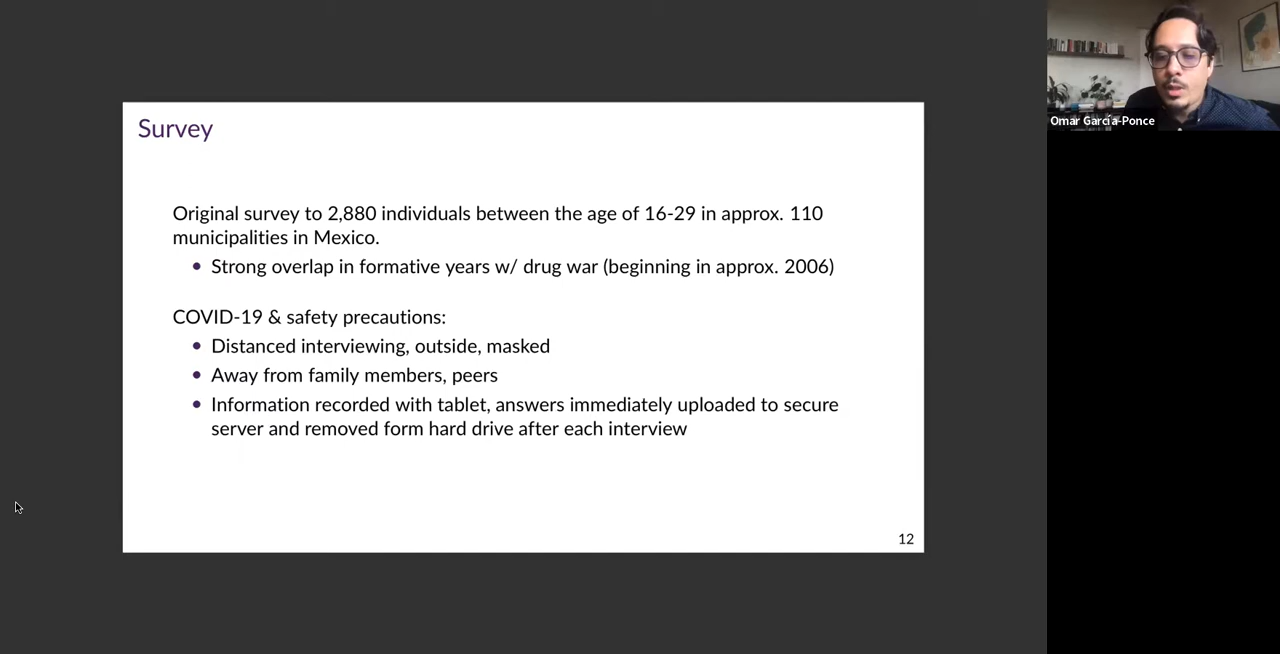 Survey
Original survey to 2,880 individuals between the age of 16-29 in approx. 110
municipalities in Mexico.
• Strong overlap in formative years w/ drug war (beginning in approx. 2006)
COVID-19 & safety precautions:
• Distanced interviewing, outside, masked
• Away from family members, peers
• Information recorded with tablet, answers immediately uploaded to secure
server and removed form hard drive after each interview
12
Omar García-Ponce